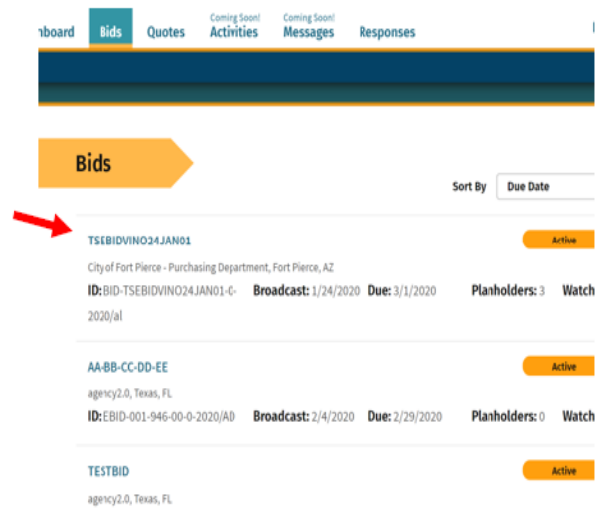 nboard Bids Quotes Coming Soon! Activities Coming Soon! Messages Responses
Bids
Sort By Due Date
TSEBIDVINO24JAN01 Active
City of Fort Pierce - Purchasing Department, Fort Pierce, AZ
ID: BID-TSEBIDVINO24JAN01-0- Broadcast: 1/24/2020 Due: 3/1/2020 Planholders: 3 Watch
2020/al
AA-BB-CC-DD-EE Active
agency2.0, Texas, FL
ID: EBID-001-946-00-0-2020/AD Broadcast: 2/4/2020 Due: 2/29/2020 Planholders: 0 Watch
TESTBID Active
agency2.0, Texas, FL